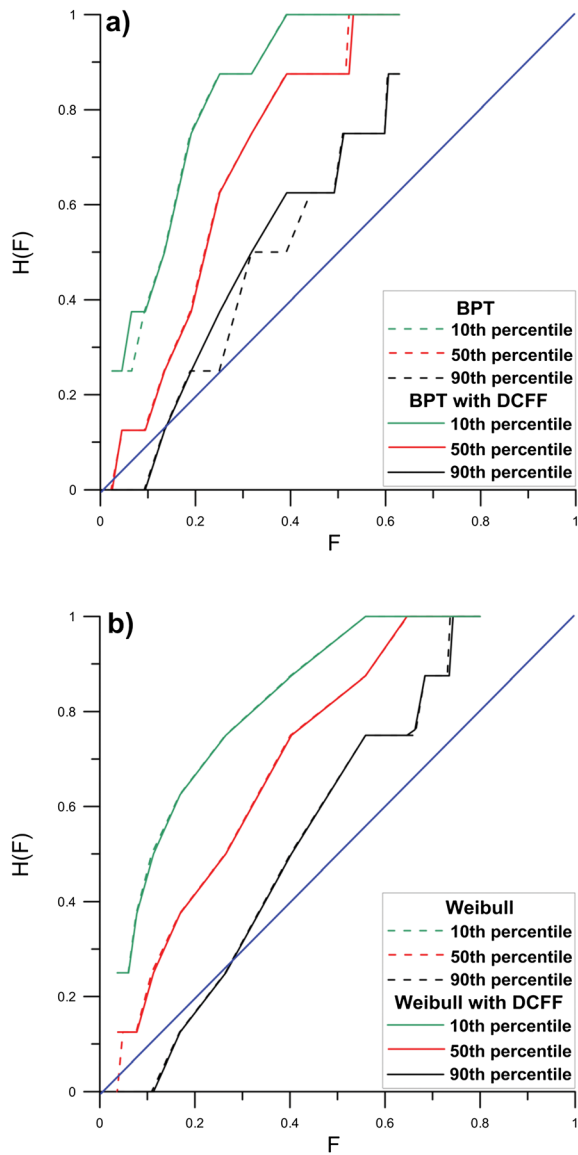 a)
1
0.8
0.6
0.4
0.2
0
H(F)
0
0.2
0.4
0.6
0.8
1
F
BPT
10th percentile
50th percentile
90th percentile
BPT with DCFF
10th percentile
50th percentile
90th percentile
b)
1
0.8
0.6
0.4
0.2
0
H(F)
0
0.2
0.4
0.6
0.8
1
F
Weibull
10th percentile
50th percentile
90th percentile
Weibull with DCFF
10th percentile
50th percentile
90th percentile